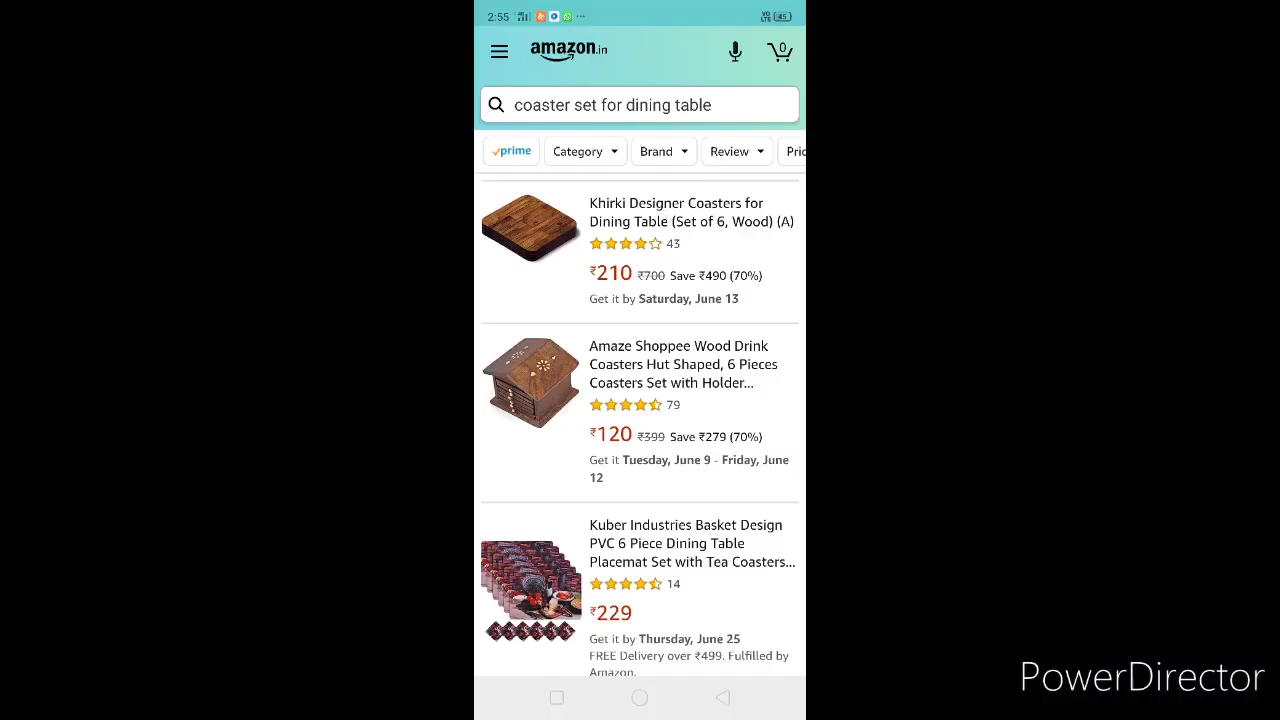 2:55
VO LTE 45
amazon.in
0
coaster set for dining table
prime Category Brand Review Pric
Khirki Designer Coasters for
Dining Table (Set of 6, Wood) (A)
43
₹210 ₹700 Save ₹490 (70%)
Get it by Saturday, June 13
Amaze Shoppee Wood Drink
Coasters Hut Shaped, 6 Pieces
Coasters Set with Holder...
79
₹120 ₹399 Save ₹279 (70%)
Get it Tuesday, June 9 - Friday, June
12
Kuber Industries Basket Design
PVC 6 Piece Dining Table
Placemat Set with Tea Coasters...
14
₹229
Get it by Thursday, June 25
FREE Delivery over ₹499. Fulfilled by
Amazon.
PowerDirector